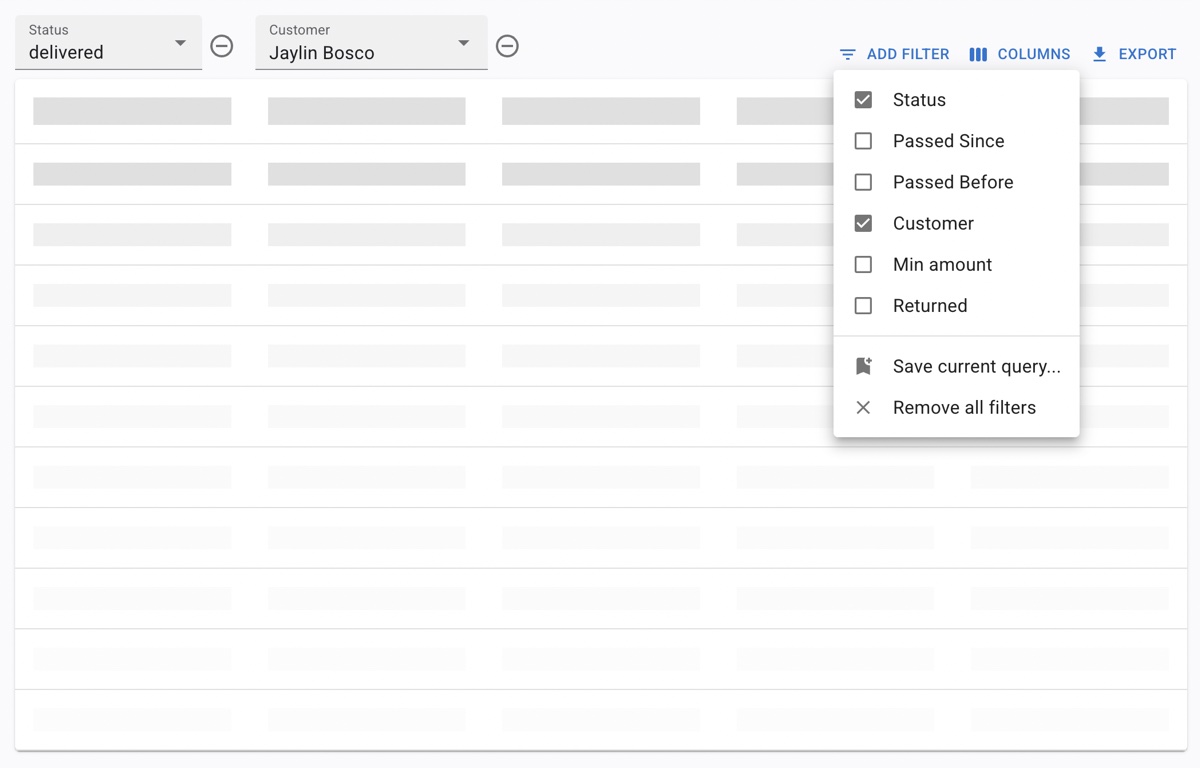 Status
delivered
Customer
Jaylin Bosco
ADD FILTER
COLUMNS
EXPORT
Status
Passed Since
Passed Before
Customer
Min amount
Returned
Save current query...
Remove all filters